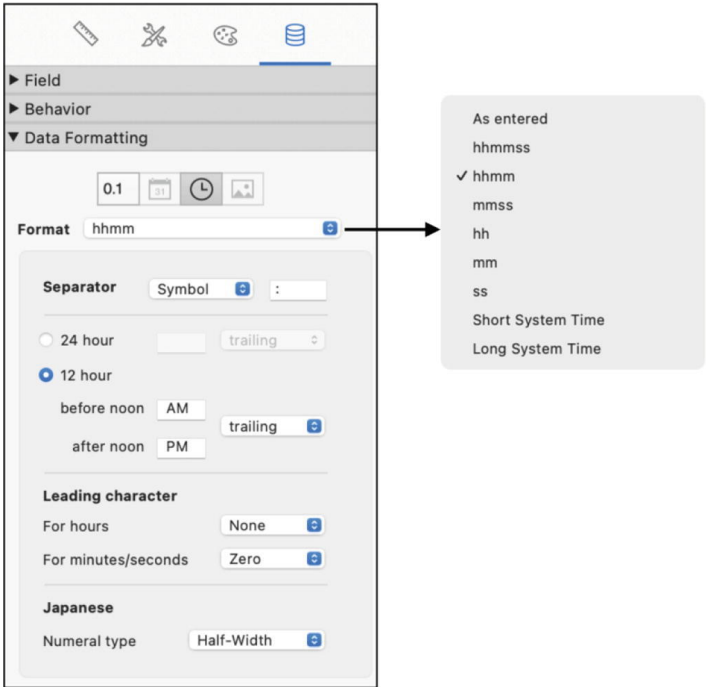 Field
Behavior
Data Formatting
0.1 31
Format hhmm
Separator Symbol :
24 hour trailing
12 hour
before noon AM
trailing
after noon PM
Leading character
For hours None
For minutes/seconds Zero
Japanese
Numeral type Half-Width
As entered
hhmmss
✓ hhmm
mmss
hh
mm
ss
Short System Time
Long System Time